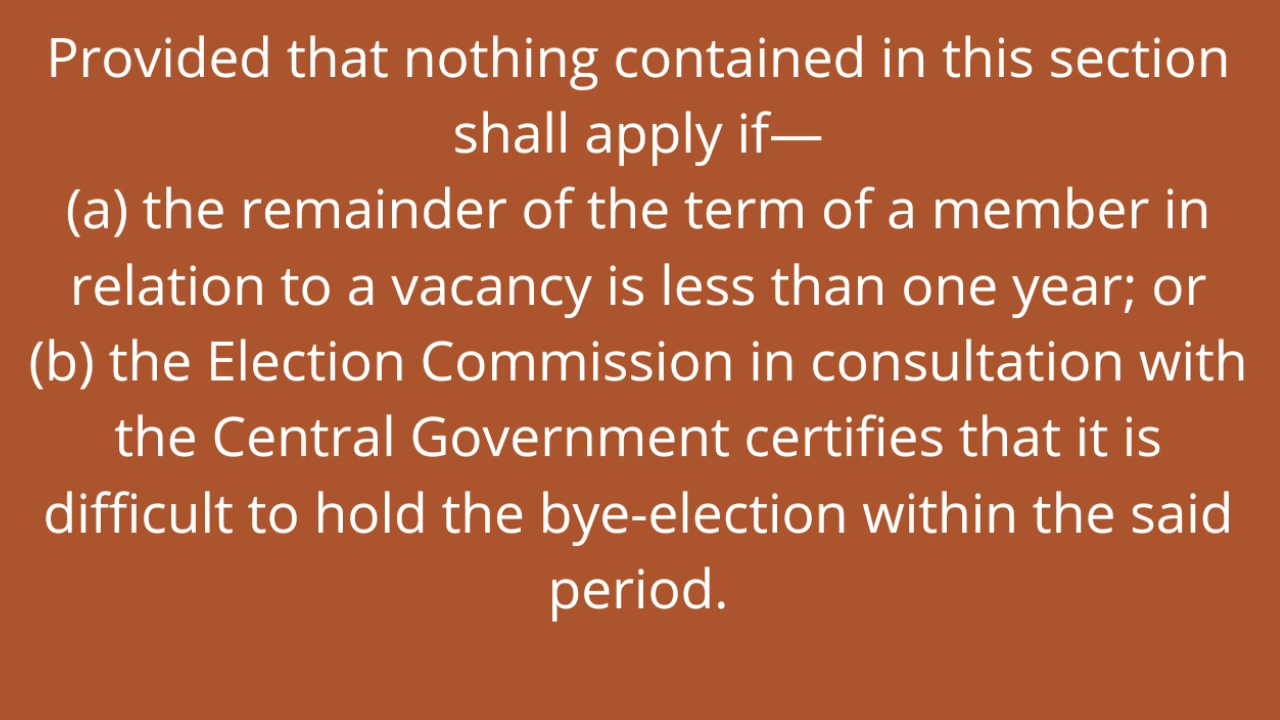 Provided that nothing contained in this section
shall apply if—
(a) the remainder of the term of a member in
relation to a vacancy is less than one year; or
(b) the Election Commission in consultation with
the Central Government certifies that it is
difficult to hold the bye-election within the said
period.